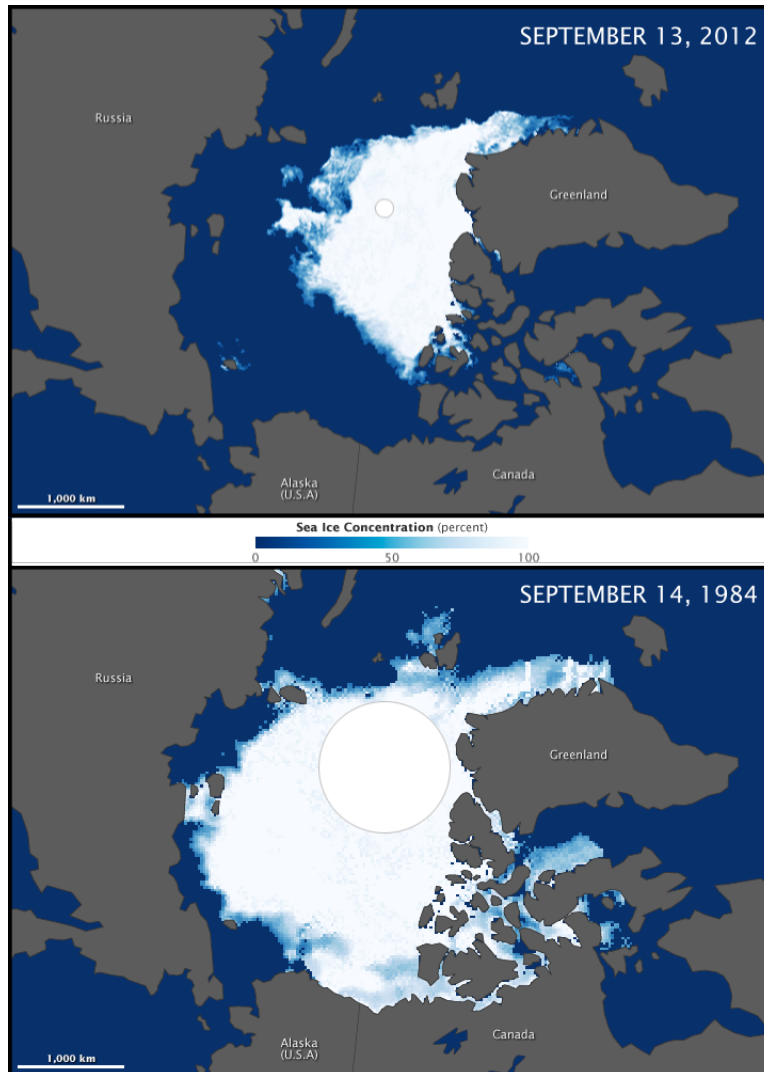 SEPTEMBER 13, 2012
Russia
Greenland
Alaska
(U.S.A)
Canada
1,000 km
Sea Ice Concentration (percent)
0 50 100
SEPTEMBER 14, 1984
Russia
Greenland
Alaska
(U.S.A)
Canada
1,000 km